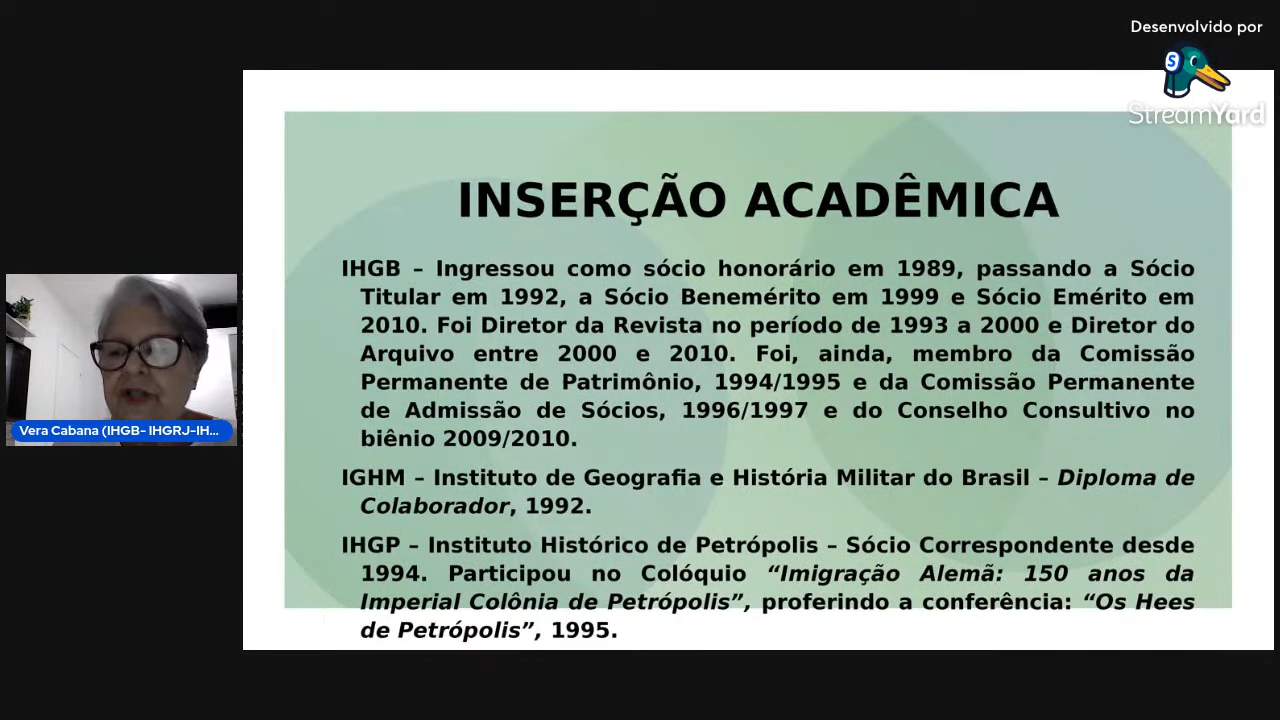 Desenvolvido por
StreamYard
INSERÇÃO ACADÊMICA
IHGB – Ingressou como sócio honorário em 1989, passando a Sócio
Titular em 1992, a Sócio Benemérito em 1999 e Sócio Emérito em
2010. Foi Diretor da Revista no período de 1993 a 2000 e Diretor do
Arquivo entre 2000 e 2010. Foi, ainda, membro da Comissão
Permanente de Patrimônio, 1994/1995 e da Comissão Permanente
de Admissão de Sócios, 1996/1997 e do Conselho Consultivo no
biênio 2009/2010.
IGHM – Instituto de Geografia e História Militar do Brasil – Diploma de
Colaborador, 1992.
IHGP – Instituto Histórico de Petrópolis – Sócio Correspondente desde
1994. Participou no Colóquio “Imigração Alemã: 150 anos da
Imperial Colônia de Petrópolis”, proferindo a conferência: “Os Hees
de Petrópolis”, 1995.
Vera Cabana (IHGB- IHGRJ-IH...